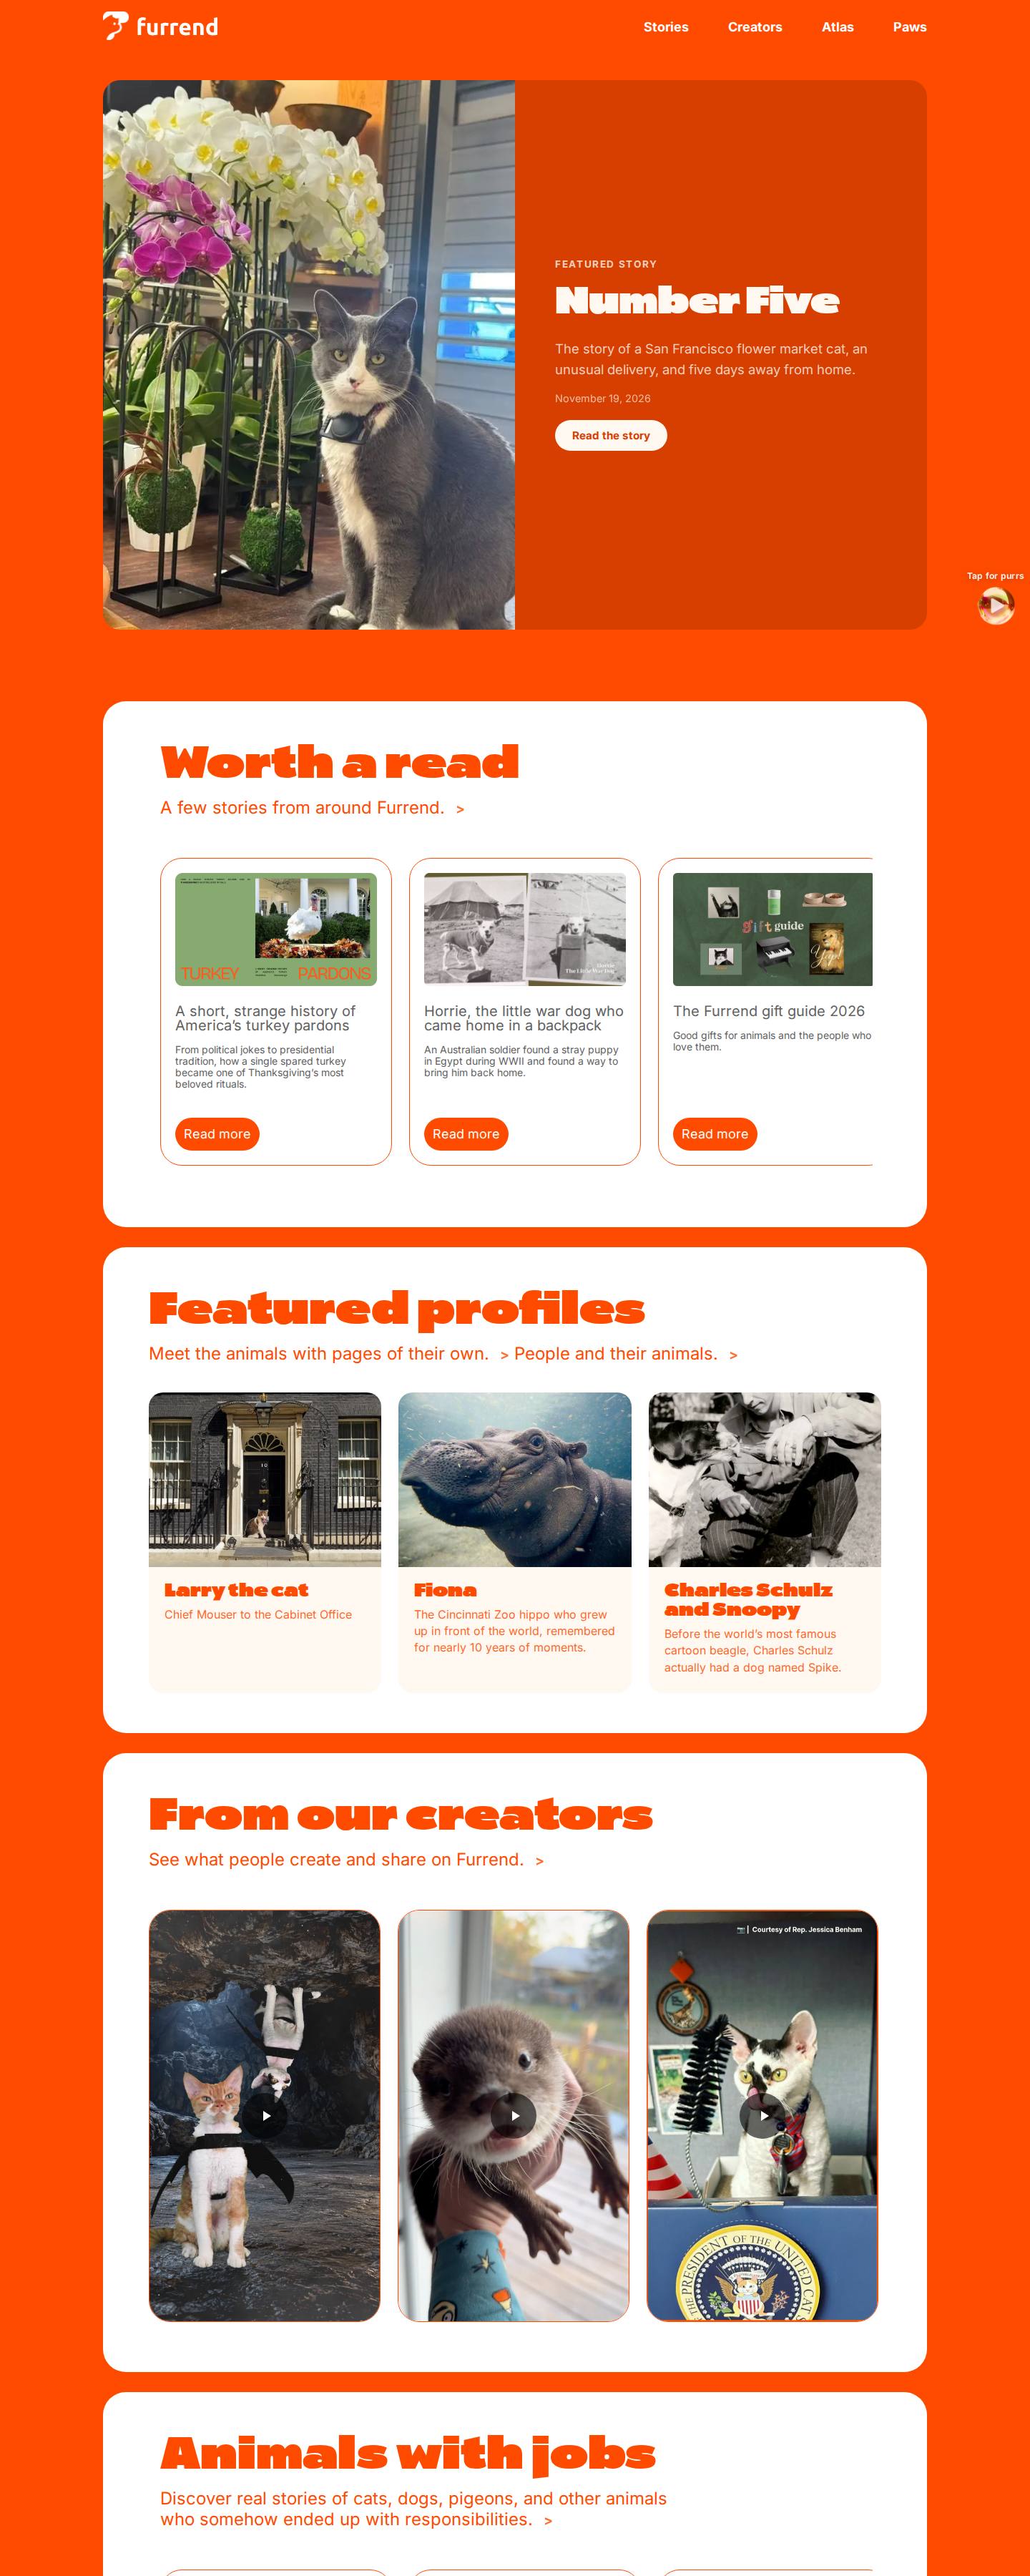 furrend
Stories
Creators
Atlas
Paws
FEATURED STORY
Number Five
The story of a San Francisco flower market cat, an
unusual delivery, and five days away from home.
November 19, 2026
Read the story
Tap for purrs
Worth a read
A few stories from around Furrend. >
TURKEY PARDONS
A short, strange history of
America’s turkey pardons
From political jokes to presidential
tradition, how a single spared turkey
became one of Thanksgiving’s most
beloved rituals.
Read more
Horrie
The Little War Dog
Horrie, the little war dog who
came home in a backpack
An Australian soldier found a stray puppy
in Egypt during WWII and found a way to
bring him back home.
Read more
gift guide
The Furrend gift guide 2026
Good gifts for animals and the people who
love them.
Read more
Featured profiles
Meet the animals with pages of their own. > People and their animals. >
Larry the cat
Chief Mouser to the Cabinet Office
Fiona
The Cincinnati Zoo hippo who grew
up in front of the world, remembered
for nearly 10 years of moments.
Charles Schulz
and Snoopy
Before the world’s most famous
cartoon beagle, Charles Schulz
actually had a dog named Spike.
From our creators
See what people create and share on Furrend. >
| Courtesy of Rep. Jessica Benham
PRESIDENT OF THE UNITED CATS
Animals with jobs
Discover real stories of cats, dogs, pigeons, and other animals
who somehow ended up with responsibilities. >